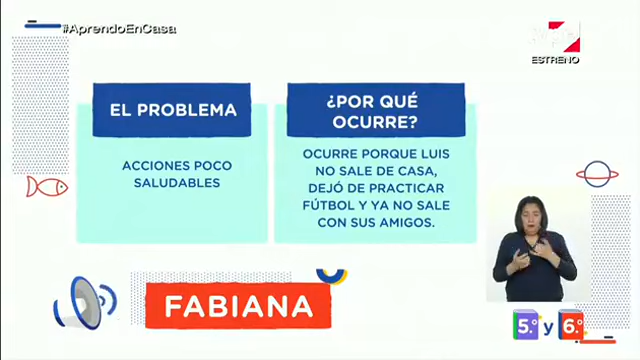 #AprendoEnCasa
ESTRENO
EL PROBLEMA
¿POR QUÉ
OCURRE?
ACCIONES POCO
SALUDABLES
OCURRE PORQUE LUIS
NO SALE DE CASA,
DEJÓ DE PRACTICAR
FÚTBOL Y YA NO SALE
CON SUS AMIGOS.
FABIANA
5.º y 6.º